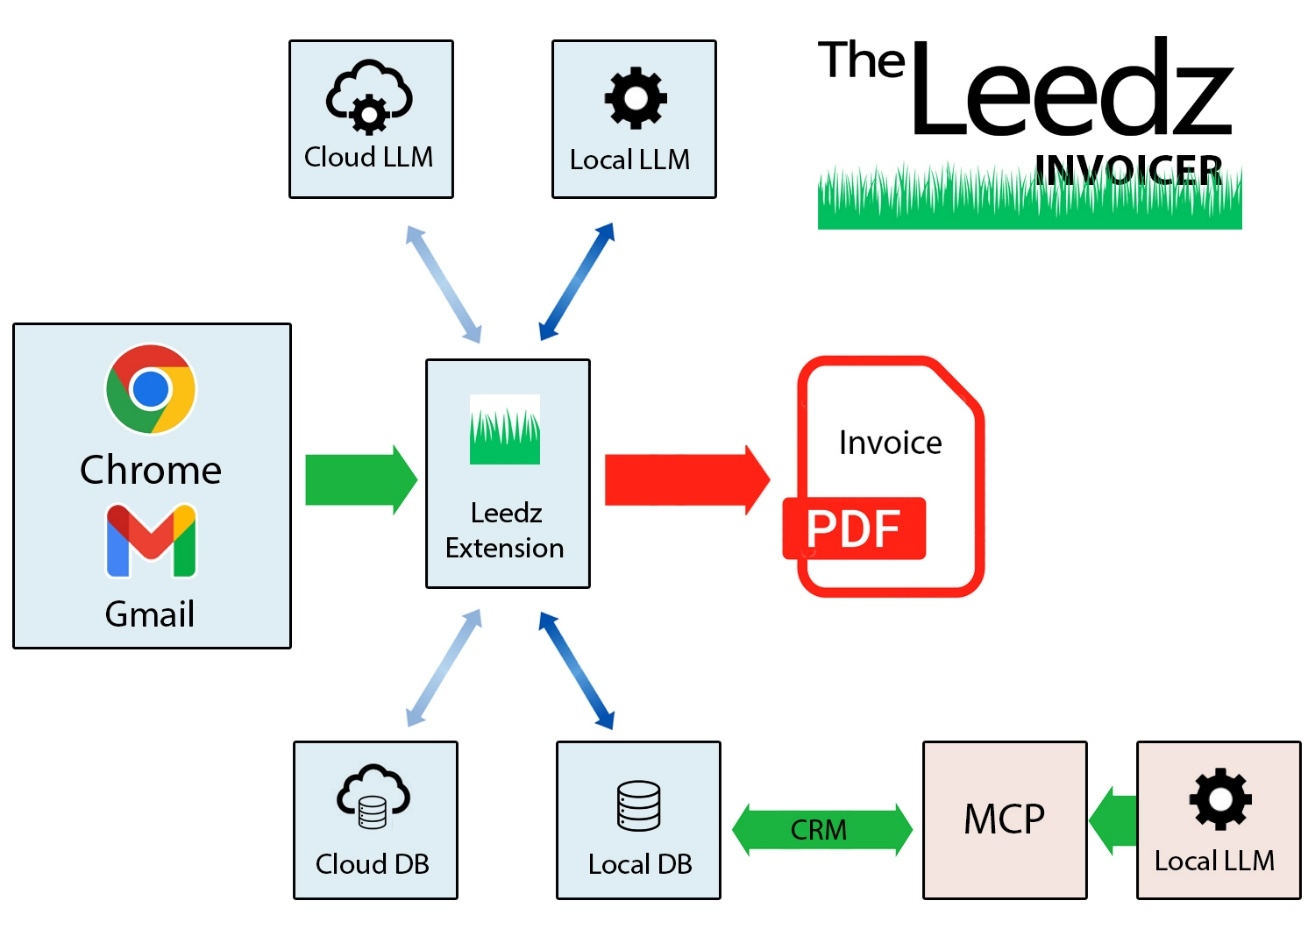 The Leedz
INVOICER
Cloud LLM
Local LLM
Chrome
Gmail
Leedz
Extension
Invoice
PDF
Cloud DB
Local DB
CRM
MCP
Local LLM